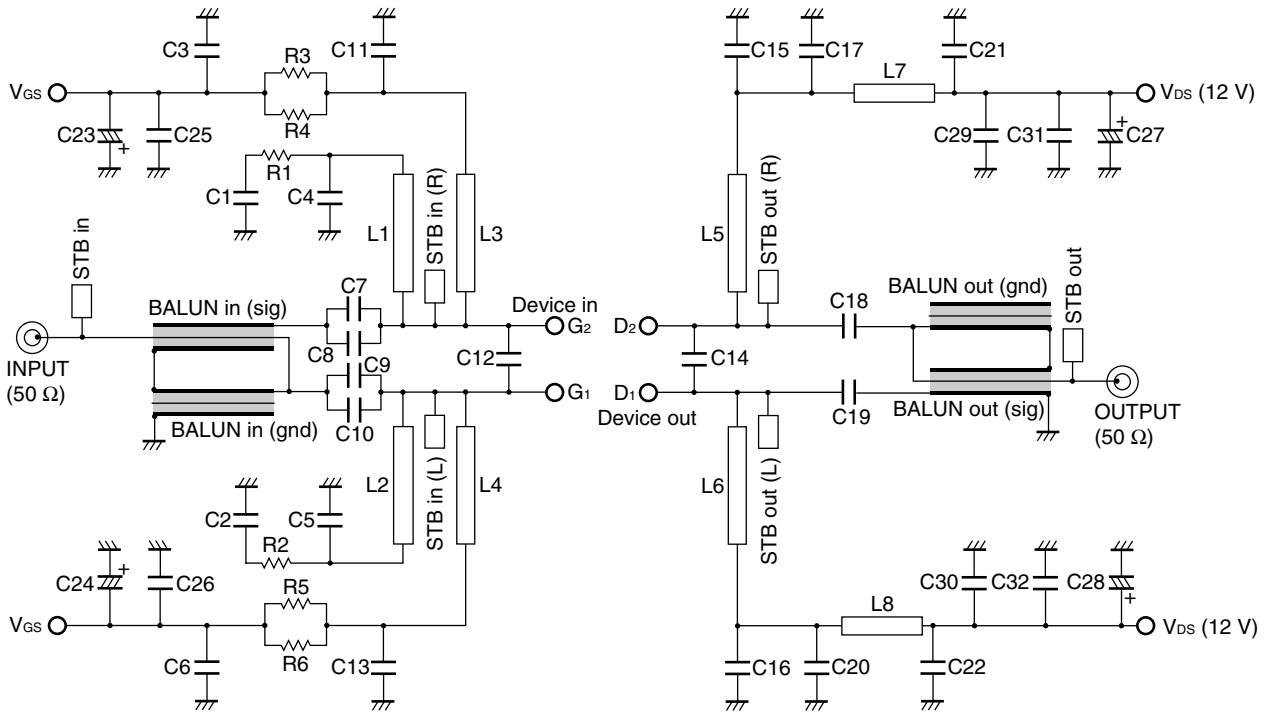 C3
R3
C11
C15
C17
C21
L7
VGS
R4
C23
+
C25
VDS (12 V)
C29
C31
+
C27
R1
C1
C4
L1
STB in (R)
L3
L5
STB out (R)
STB in
BALUN in (sig)
C7
C8
C9
C10
Device in
G2
D2
C18
BALUN out (gnd)
STB out
INPUT
(50 Ω)
C12
C14
G1
D1
Device out
C19
BALUN out (sig)
OUTPUT
(50 Ω)
BALUN in (gnd)
L2
STB in (L)
L4
L6
STB out (L)
C2
C5
R2
C24
+
C26
R5
C30
C32
C28
+
L8
VGS
VDS (12 V)
C6
R6
C13
C16
C20
C22